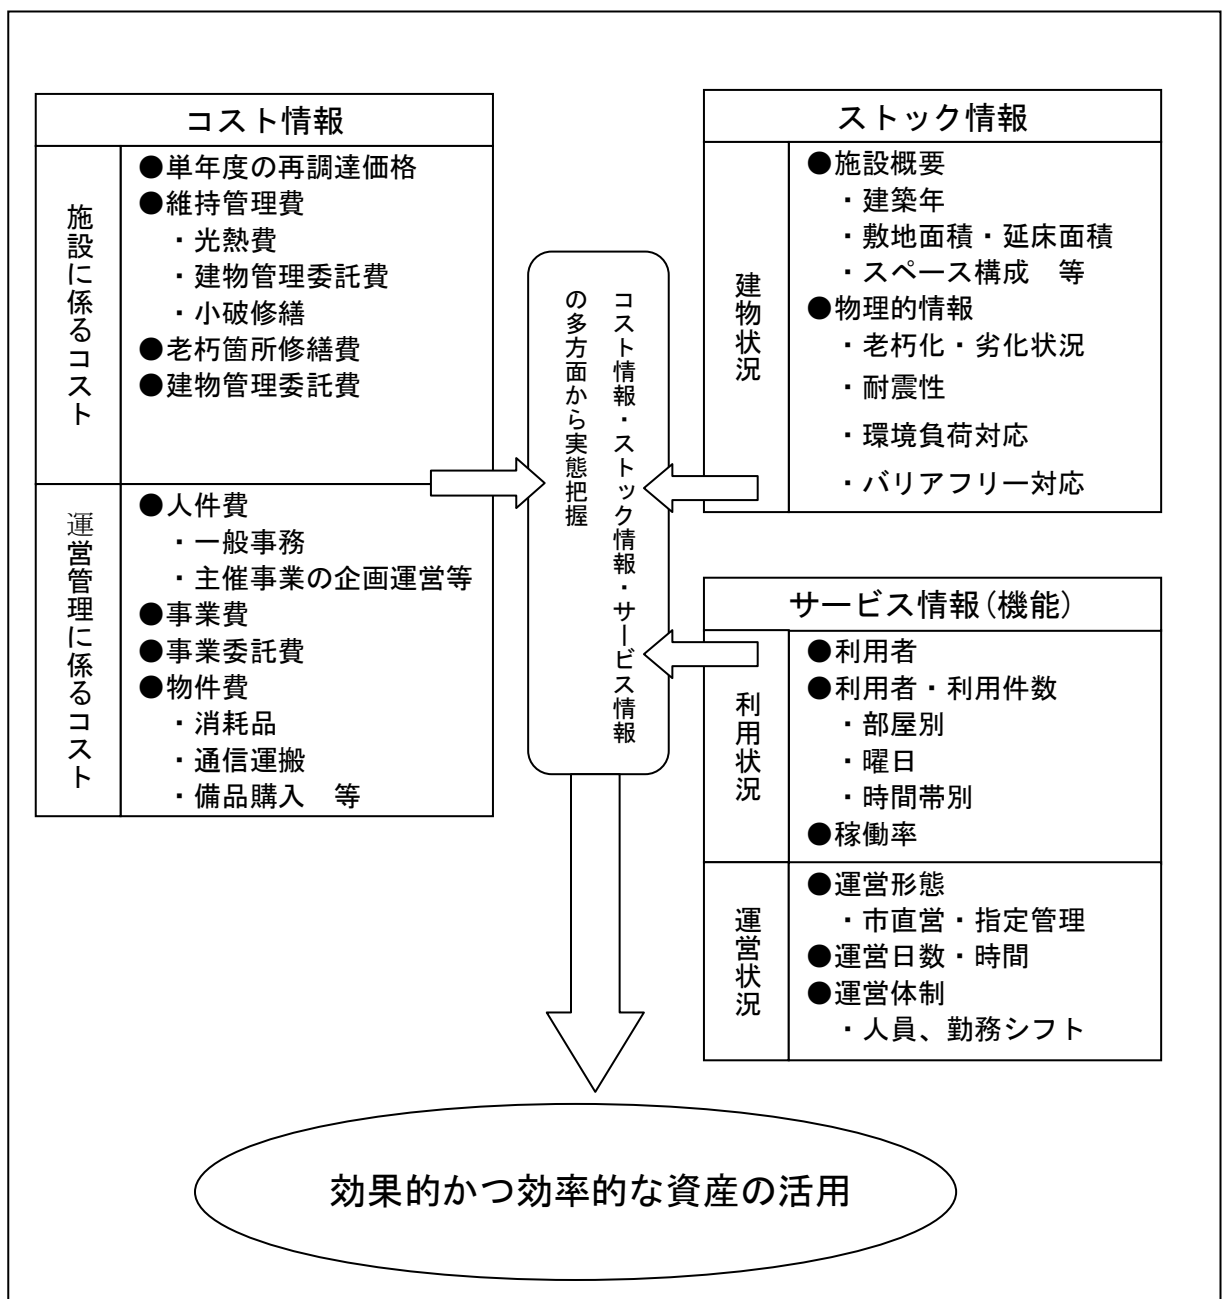 コスト情報
施設に係るコスト
●単年度の再調達価格
●維持管理費
・光熱費
・建物管理委託費
・小破修繕
●老朽箇所修繕費
●建物管理委託費
運営管理に係るコスト
●人件費
・一般事務
・主催事業の企画運営等
●事業費
●事業委託費
●物件費
・消耗品
・通信運搬
・備品購入　等
コスト情報・ストック情報・サービス情報
の多方面から実態把握
ストック情報
建物状況
●施設概要
・建築年
・敷地面積・延床面積
・スペース構成　等
●物理的情報
・老朽化・劣化状況
・耐震性
・環境負荷対応
・バリアフリー対応
サービス情報(機能)
利用状況
●利用者
●利用者・利用件数
・部屋別
・曜日
・時間帯別
●稼働率
運営状況
●運営形態
・市直営・指定管理
●運営日数・時間
●運営体制
・人員、勤務シフト
効果的かつ効率的な資産の活用